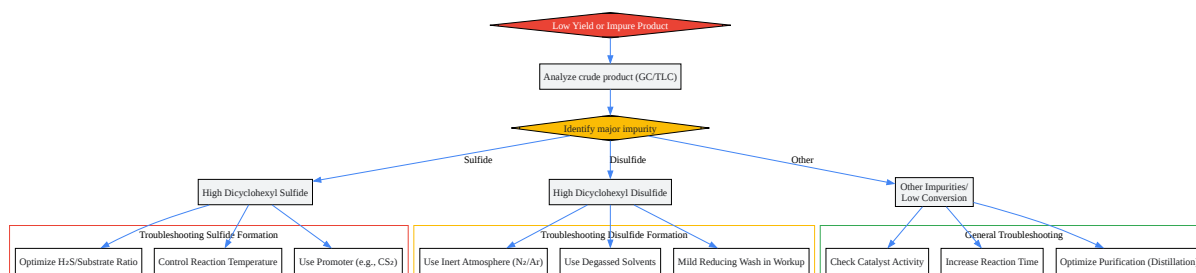 Low Yield or Impure Product
Analyze crude product (GC/TLC)
Identify major impurity
Sulfide
Disulfide
Other
High Dicyclohexyl Sulfide
High Dicyclohexyl Disulfide
Other Impurities/
Low Conversion
Troubleshooting Sulfide Formation
Troubleshooting Disulfide Formation
General Troubleshooting
Optimize H₂S/Substrate Ratio
Control Reaction Temperature
Use Promoter (e.g., CS₂)
Use Inert Atmosphere (N₂/Ar)
Use Degassed Solvents
Mild Reducing Wash in Workup
Check Catalyst Activity
Increase Reaction Time
Optimize Purification (Distillation